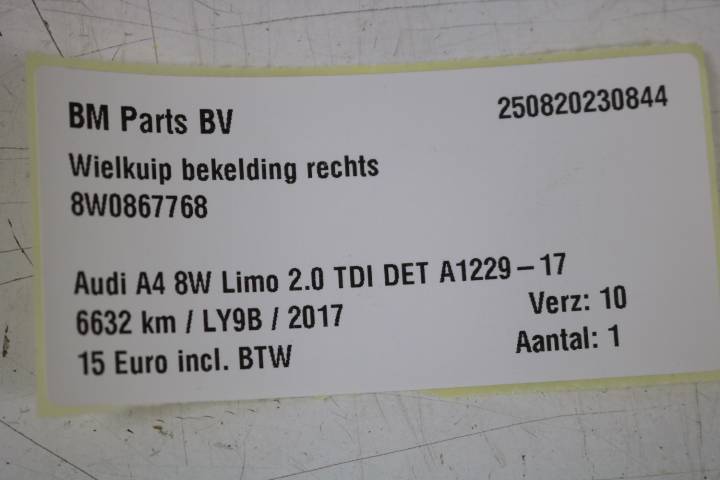 BM Parts BV 250820230844
Wielkuip bekelding rechts
8W0867768
Audi A4 8W Limo 2.0 TDI DET A1229-17
6632 km / LY9B / 2017 Verz: 10
15 Euro incl. BTW Aantal: 1